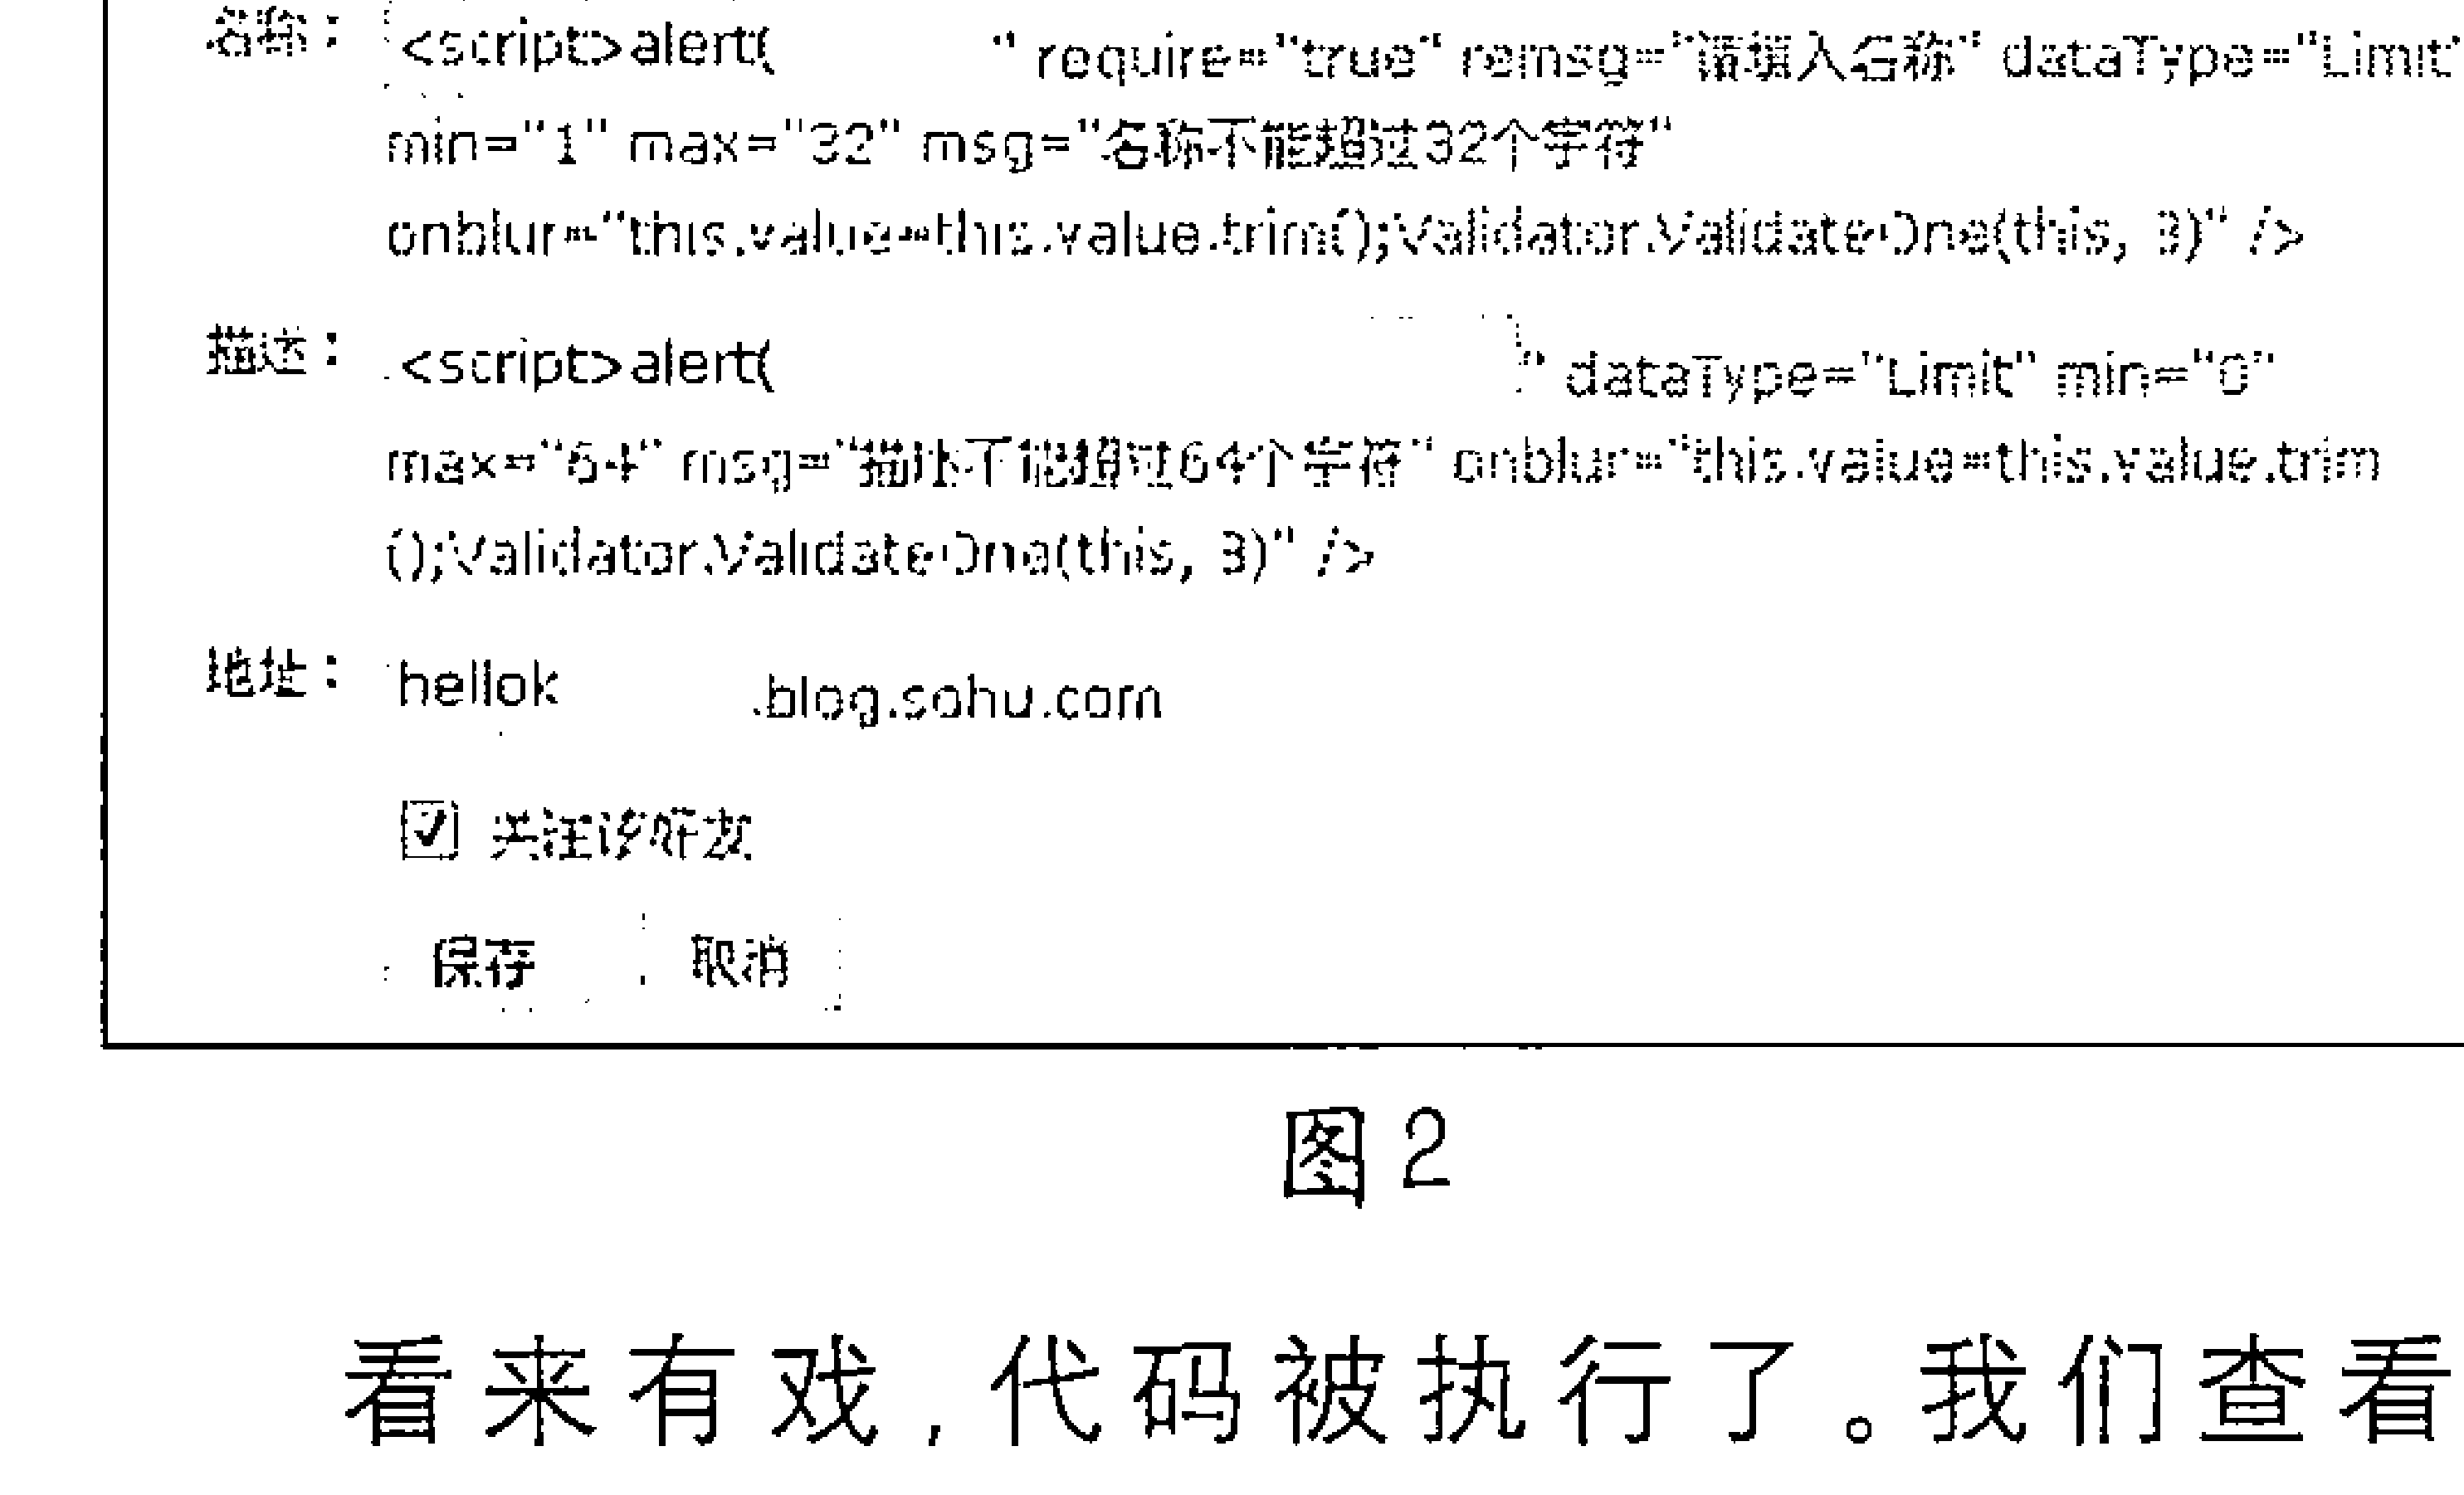 名称： <script>alert( " require="true" remsg="请填入名称" dataType="Limit"
min="1" max="32" msg="名称不能超过32个字符"
onblur="this.value=this.value.trim();Validator.ValidateOne(this, 3)" />
描述： <script>alert( " dataType="Limit" min="0"
max="64" msg="描述不能超过64个字符" onblur="this.value=this.value.trim
();Validator.ValidateOne(this, 3)" />
地址： hellok .blog.sohu.com
关注该好友
保存 取消
图2
看来有戏，代码被执行了。我们查看